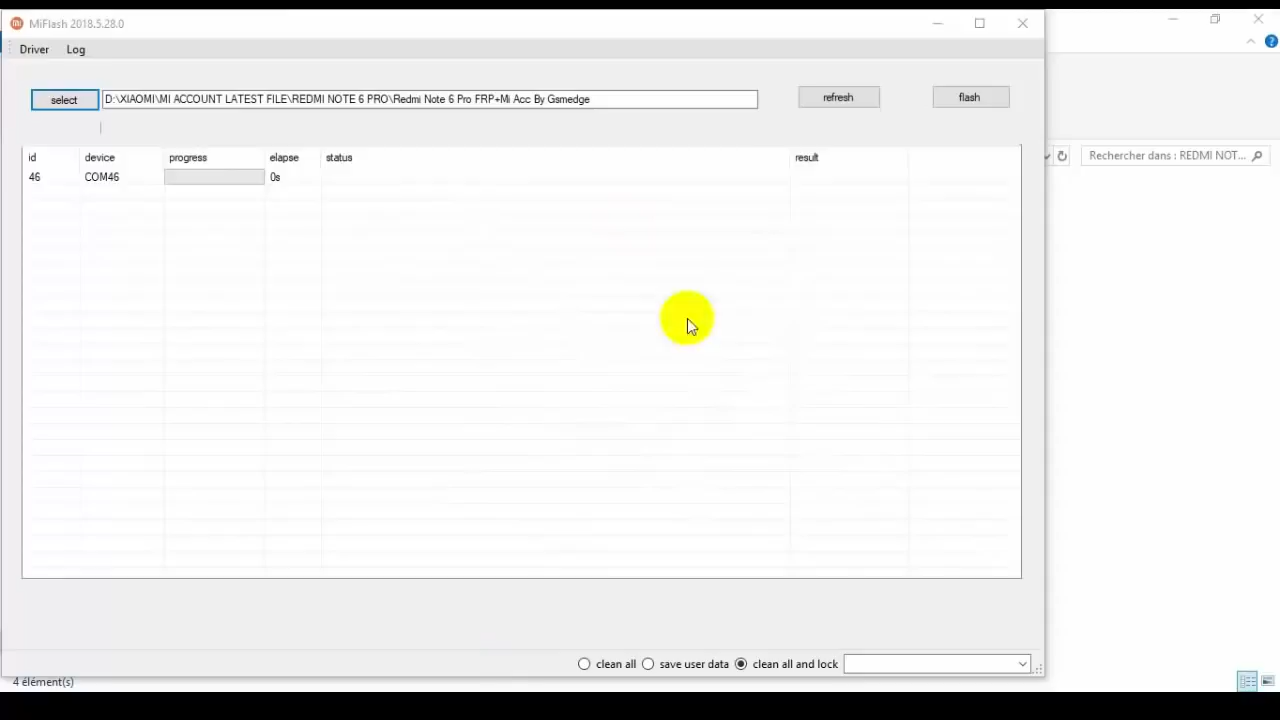 MiFlash 2018.5.28.0
Driver Log
select D:\XIAOMI\MI ACCOUNT LATEST FILE\REDMI NOTE 6 PRO\Redmi Note 6 Pro FRP+Mi Acc By Gsmedge refresh flash
id device progress elapse status result
46 COM46 0s
Rechercher dans : REDMI NOT...
clean all save user data clean all and lock
4 élément(s)